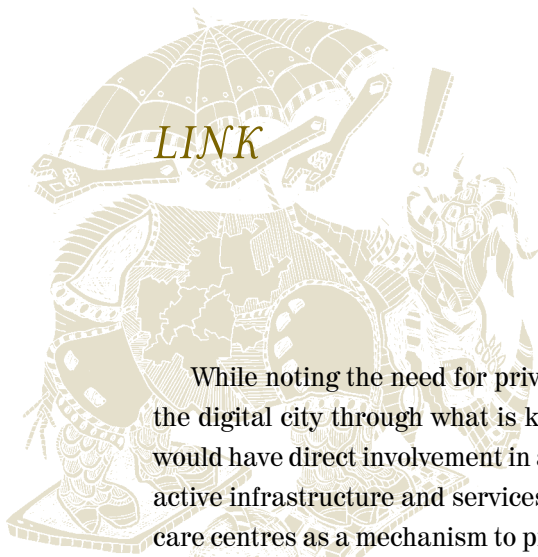 LINK
While noting the need for priv
the digital city through what is k
would have direct involvement in a
active infrastructure and services
care centres as a mechanism to p